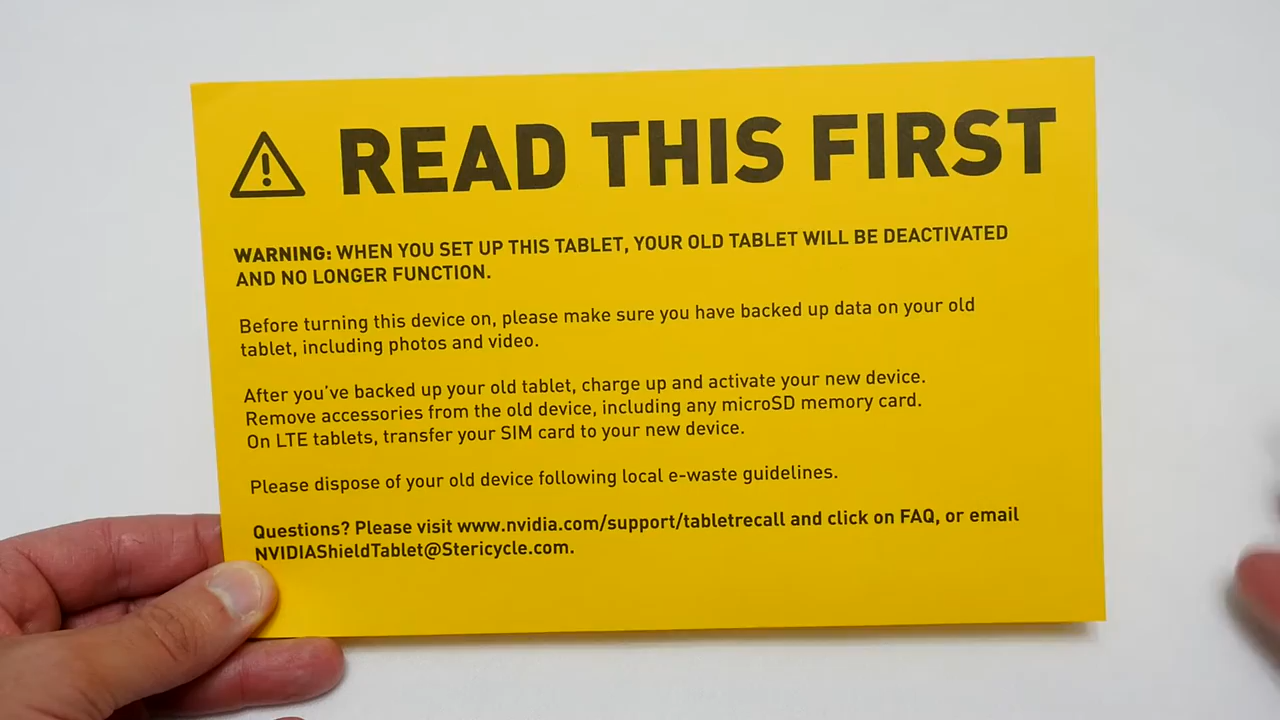 READ THIS FIRST
WARNING: WHEN YOU SET UP THIS TABLET, YOUR OLD TABLET WILL BE DEACTIVATED
AND NO LONGER FUNCTION.
Before turning this device on, please make sure you have backed up data on your old
tablet, including photos and video.
After you've backed up your old tablet, charge up and activate your new device.
Remove accessories from the old device, including any microSD memory card.
On LTE tablets, transfer your SIM card to your new device.
Please dispose of your old device following local e-waste guidelines.
Questions? Please visit www.nvidia.com/support/tabletrecall and click on FAQ, or email
NVIDIAShieldTablet@Stericycle.com.